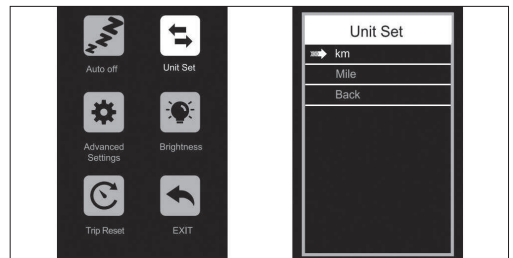 Auto off
Unit Set
Advanced
Settings
Brightness
Trip Reset
EXIT
Unit Set
km
Mile
Back